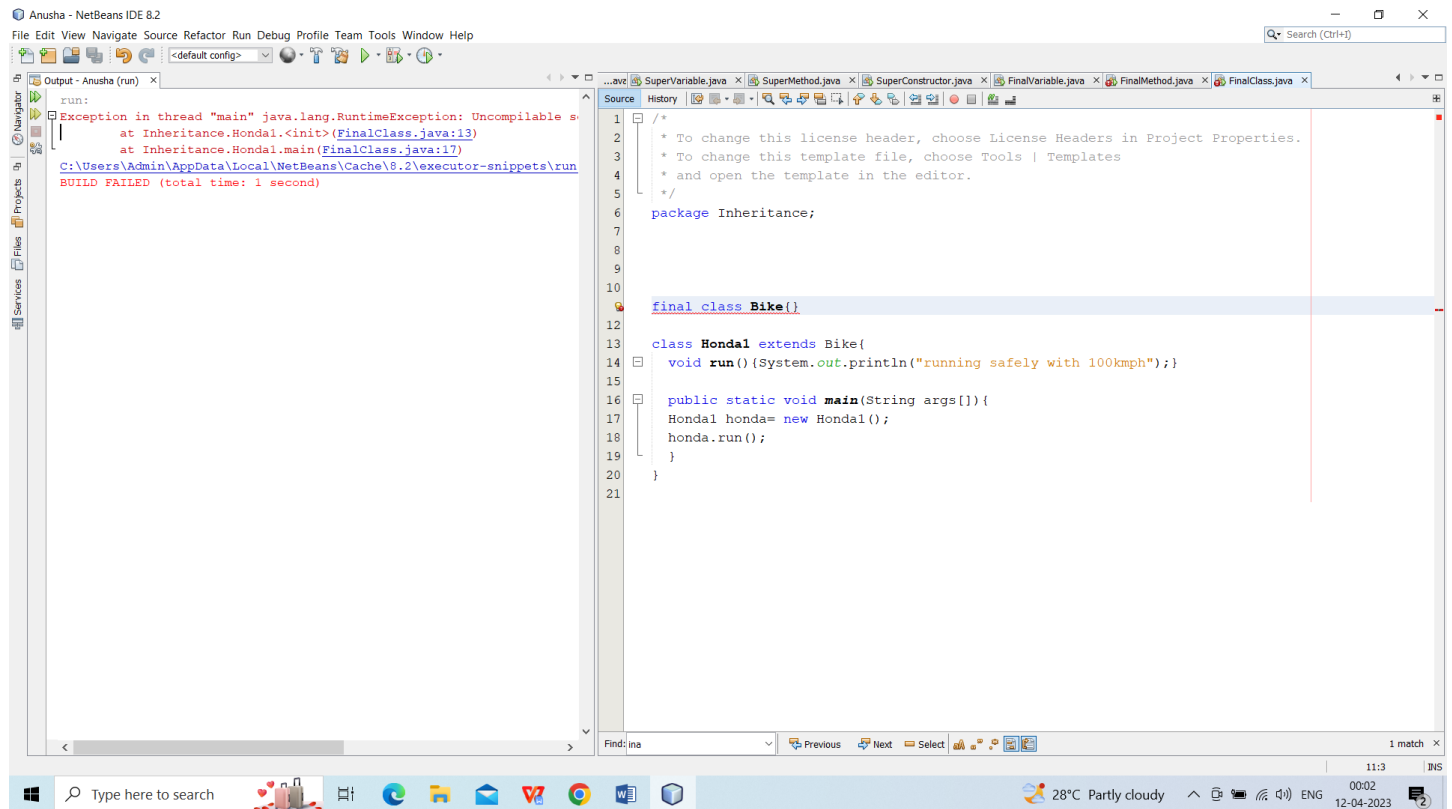 Anusha - NetBeans IDE 8.2
File Edit View Navigate Source Refactor Run Debug Profile Team Tools Window Help
Search (Ctrl+I)
<default config>
Output - Anusha (run) ×
...ava SuperVariable.java × SuperMethod.java × SuperConstructor.java × FinalVariable.java × FinalMethod.java × FinalClass.java ×
Source History
Navigator
Projects
Files
Services
run:
Exception in thread "main" java.lang.RuntimeException: Uncompilable s
at Inheritance.Honda1.<init>(FinalClass.java:13)
at Inheritance.Honda1.main(FinalClass.java:17)
C:\Users\Admin\AppData\Local\NetBeans\Cache\8.2\executor-snippets\run
BUILD FAILED (total time: 1 second)
1 /*
2 * To change this license header, choose License Headers in Project Properties.
3 * To change this template file, choose Tools | Templates
4 * and open the template in the editor.
5 */
6 package Inheritance;
7
8
9
10
final class Bike{}
12
13 class Honda1 extends Bike{
14 void run(){System.out.println("running safely with 100kmph");}
15
16 public static void main(String args[]){
17 Honda1 honda= new Honda1();
18 honda.run();
19 }
20 }
21
Find: ina Previous Next Select 1 match ×
11:3 INS
Type here to search
28°C Partly cloudy
ENG
00:02
12-04-2023
2